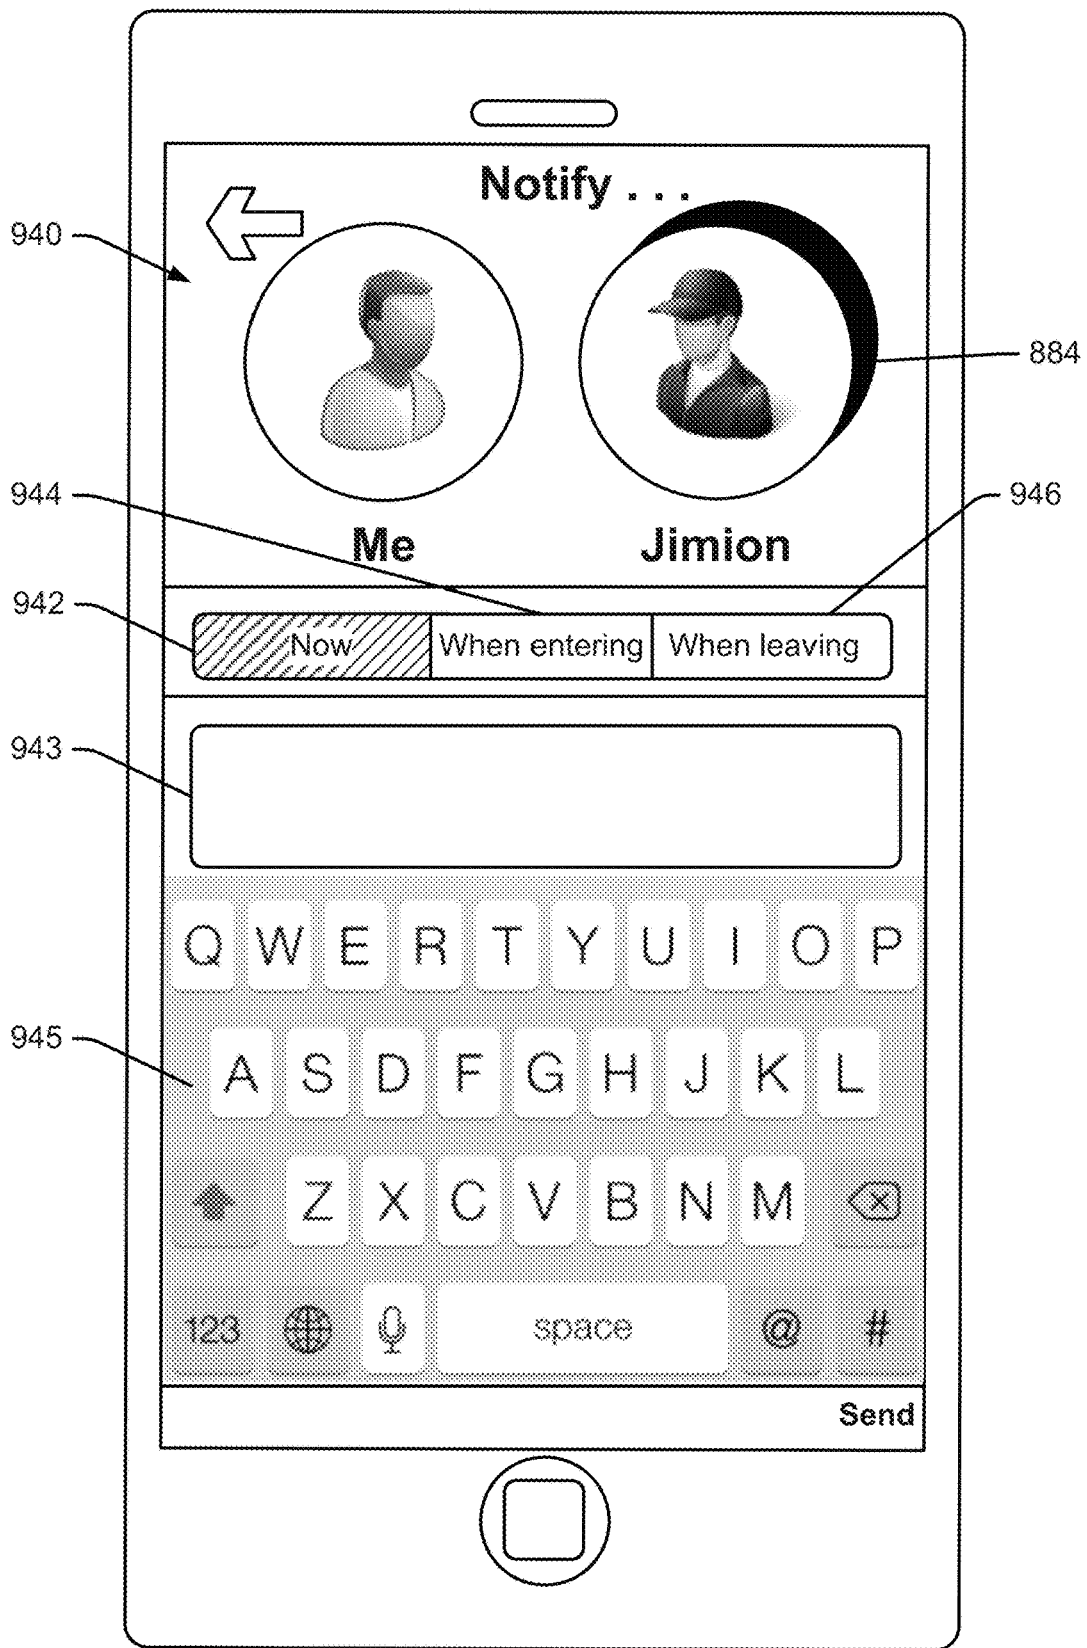 Notify . . .
940
884
944
946
Me Jimion
942
Now When entering When leaving
943
Q W E R T Y U I O P
945
A S D F G H J K L
Z X C V B N M
123 space @ #
Send